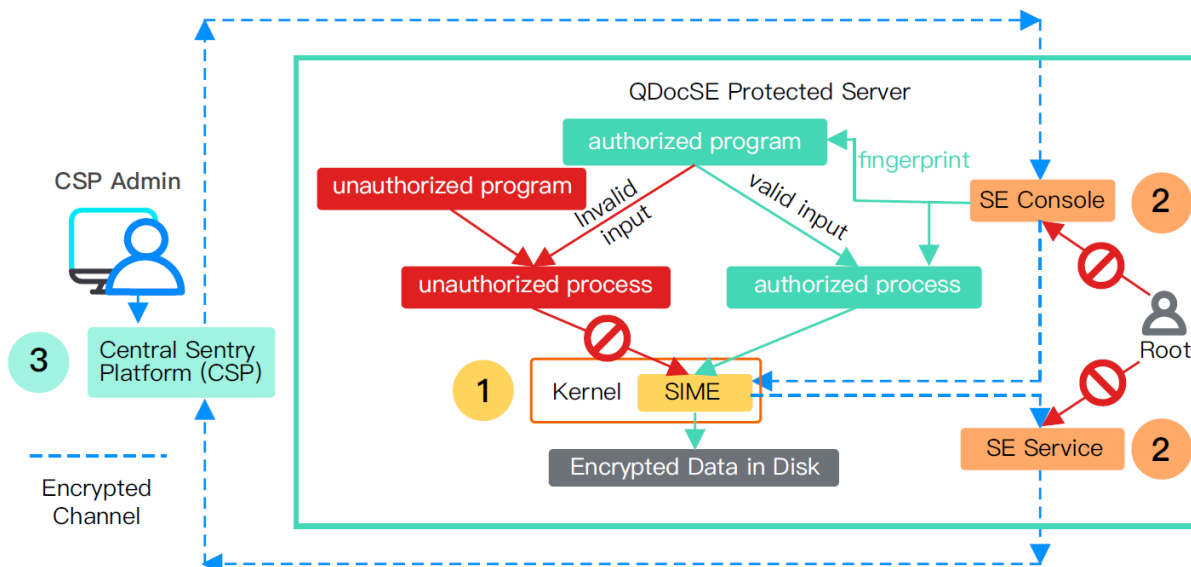 QDocSE Protected Server
authorized program
fingerprint
unauthorized program
CSP Admin
Invalid
input
valid input
SE Console
2
unauthorized process
authorized process
3
Central Sentry
Platform (CSP)
Root
1
Kernel
SIME
SE Service
2
Encrypted Data in Disk
Encrypted
Channel